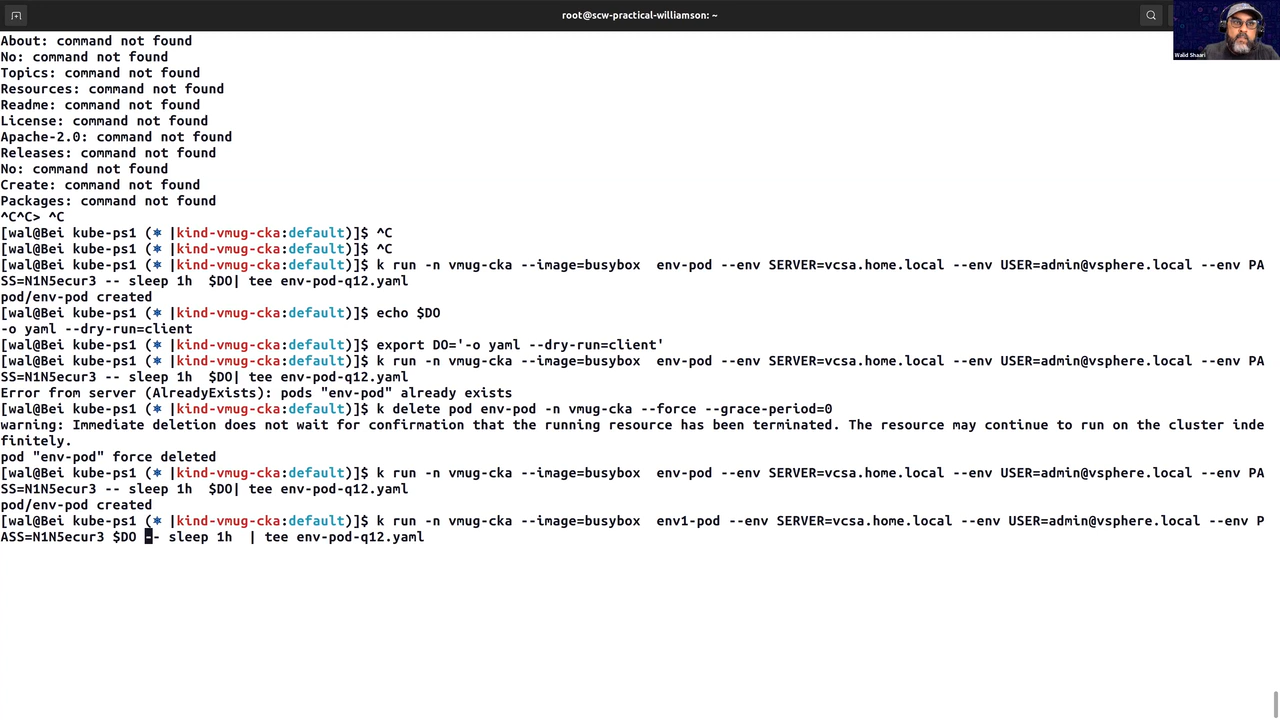 root@scw-practical-williamson: ~
Walid Shaari
About: command not found
No: command not found
Topics: command not found
Resources: command not found
Readme: command not found
License: command not found
Apache-2.0: command not found
Releases: command not found
No: command not found
Create: command not found
Packages: command not found
^C^C> ^C
[wal@Bei kube-ps1 (⎈ |kind-vmug-cka:default)]$ ^C
[wal@Bei kube-ps1 (⎈ |kind-vmug-cka:default)]$ ^C
[wal@Bei kube-ps1 (⎈ |kind-vmug-cka:default)]$ k run -n vmug-cka --image=busybox  env-pod --env SERVER=vcsa.home.local --env USER=admin@vsphere.local --env PA
SS=N1N5ecur3 -- sleep 1h  $DO| tee env-pod-q12.yaml
pod/env-pod created
[wal@Bei kube-ps1 (⎈ |kind-vmug-cka:default)]$ echo $DO
-o yaml --dry-run=client
[wal@Bei kube-ps1 (⎈ |kind-vmug-cka:default)]$ export DO='-o yaml --dry-run=client'
[wal@Bei kube-ps1 (⎈ |kind-vmug-cka:default)]$ k run -n vmug-cka --image=busybox  env-pod --env SERVER=vcsa.home.local --env USER=admin@vsphere.local --env PA
SS=N1N5ecur3 -- sleep 1h  $DO| tee env-pod-q12.yaml
Error from server (AlreadyExists): pods "env-pod" already exists
[wal@Bei kube-ps1 (⎈ |kind-vmug-cka:default)]$ k delete pod env-pod -n vmug-cka --force --grace-period=0
warning: Immediate deletion does not wait for confirmation that the running resource has been terminated. The resource may continue to run on the cluster inde
finitely.
pod "env-pod" force deleted
[wal@Bei kube-ps1 (⎈ |kind-vmug-cka:default)]$ k run -n vmug-cka --image=busybox  env-pod --env SERVER=vcsa.home.local --env USER=admin@vsphere.local --env PA
SS=N1N5ecur3 -- sleep 1h  $DO| tee env-pod-q12.yaml
pod/env-pod created
[wal@Bei kube-ps1 (⎈ |kind-vmug-cka:default)]$ k run -n vmug-cka --image=busybox  env1-pod --env SERVER=vcsa.home.local --env USER=admin@vsphere.local --env P
ASS=N1N5ecur3 $DO -- sleep 1h  | tee env-pod-q12.yaml